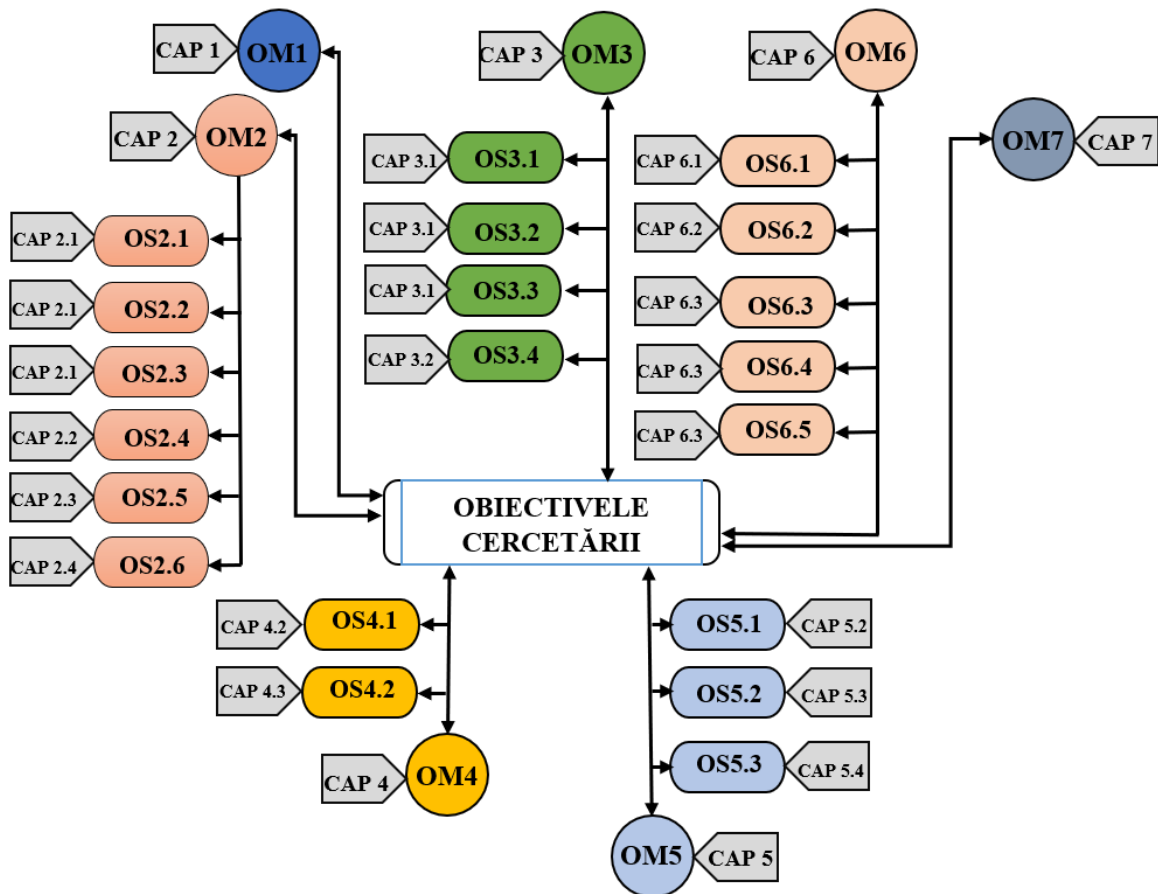 CAP 1
OM1
CAP 2
OM2
CAP 2.1
OS2.1
CAP 2.1
OS2.2
CAP 2.1
OS2.3
CAP 2.2
OS2.4
CAP 2.3
OS2.5
CAP 2.4
OS2.6
CAP 3
OM3
CAP 3.1
OS3.1
CAP 3.1
OS3.2
CAP 3.1
OS3.3
CAP 3.2
OS3.4
CAP 6
OM6
CAP 6.1
OS6.1
CAP 6.2
OS6.2
CAP 6.3
OS6.3
CAP 6.3
OS6.4
CAP 6.3
OS6.5
OM7
CAP 7
OBIECTIVELE
CERCETĂRII
CAP 4.2
OS4.1
CAP 4.3
OS4.2
CAP 4
OM4
OS5.1
CAP 5.2
OS5.2
CAP 5.3
OS5.3
CAP 5.4
OM5
CAP 5